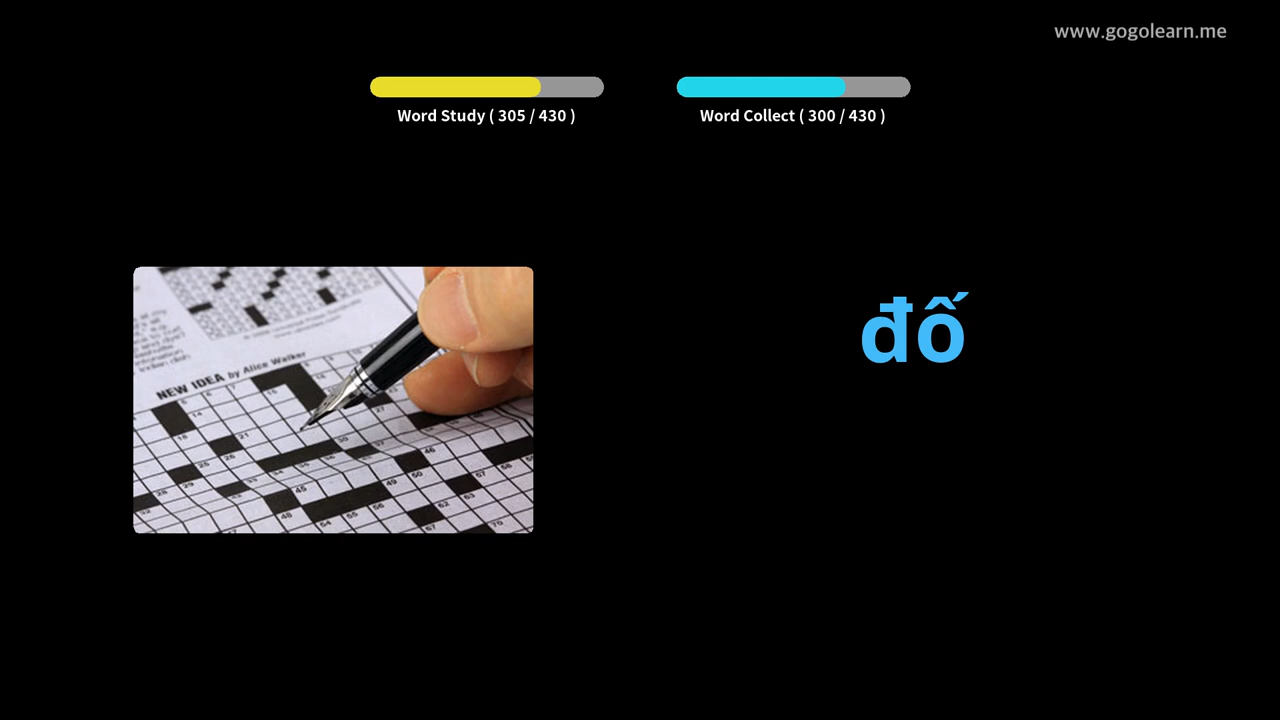 www.gogolearn.me
Word Study ( 305 / 430 )
Word Collect ( 300 / 430 )
đố
NEW IDEA by Alice Walker